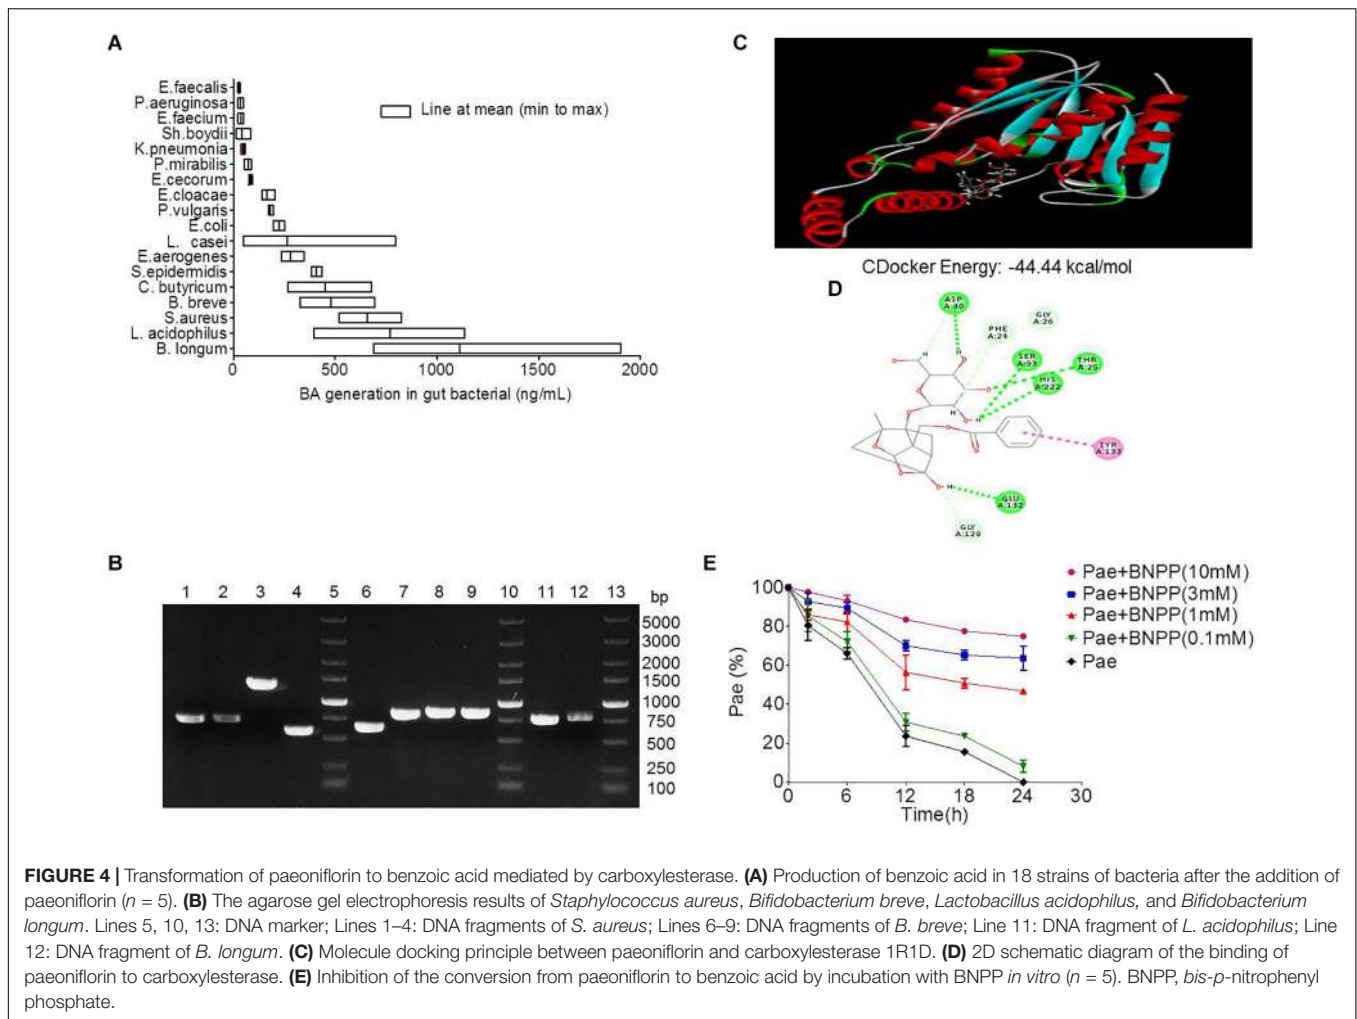 A
E.faecalis
P.aeruginosa
E.faecium
Sh.boydii
K.pneumonia
P.mirabilis
E.cecorum
E.cloacae
P.vulgaris
E.coli
L. casei
E.aerogenes
S.epidermidis
C. butyricum
B. breve
S.aureus
L. acidophilus
B. longum
Line at mean (min to max)
0 500 1000 1500 2000
BA generation in gut bacterial (ng/mL)
C
CDocker Energy: -44.44 kcal/mol
D
ASP
A:30
PHE
A:24
GLY
A:26
SER
A:93
THR
A:25
HIS
A:222
TYR
A:133
GLU
A:132
GLY
A:129
H
H
H
H
O
B
1 2 3 4 5 6 7 8 9 10 11 12 13 bp
5000
3000
2000
1500
1000
750
500
250
100
E
Pae+BNPP(10mM)
Pae+BNPP(3mM)
Pae+BNPP(1mM)
Pae+BNPP(0.1mM)
Pae
100
80
60
40
20
0
Pae (%)
0 6 12 18 24 30
Time(h)
FIGURE 4 | Transformation of paeoniflorin to benzoic acid mediated by carboxylesterase. (A) Production of benzoic acid in 18 strains of bacteria after the addition of
paeoniflorin (n = 5). (B) The agarose gel electrophoresis results of Staphylococcus aureus, Bifidobacterium breve, Lactobacillus acidophilus, and Bifidobacterium
longum. Lines 5, 10, 13: DNA marker; Lines 1–4: DNA fragments of S. aureus; Lines 6–9: DNA fragments of B. breve; Line 11: DNA fragment of L. acidophilus; Line
12: DNA fragment of B. longum. (C) Molecule docking principle between paeoniflorin and carboxylesterase 1R1D. (D) 2D schematic diagram of the binding of
paeoniflorin to carboxylesterase. (E) Inhibition of the conversion from paeoniflorin to benzoic acid by incubation with BNPP in vitro (n = 5). BNPP, bis-p-nitrophenyl
phosphate.